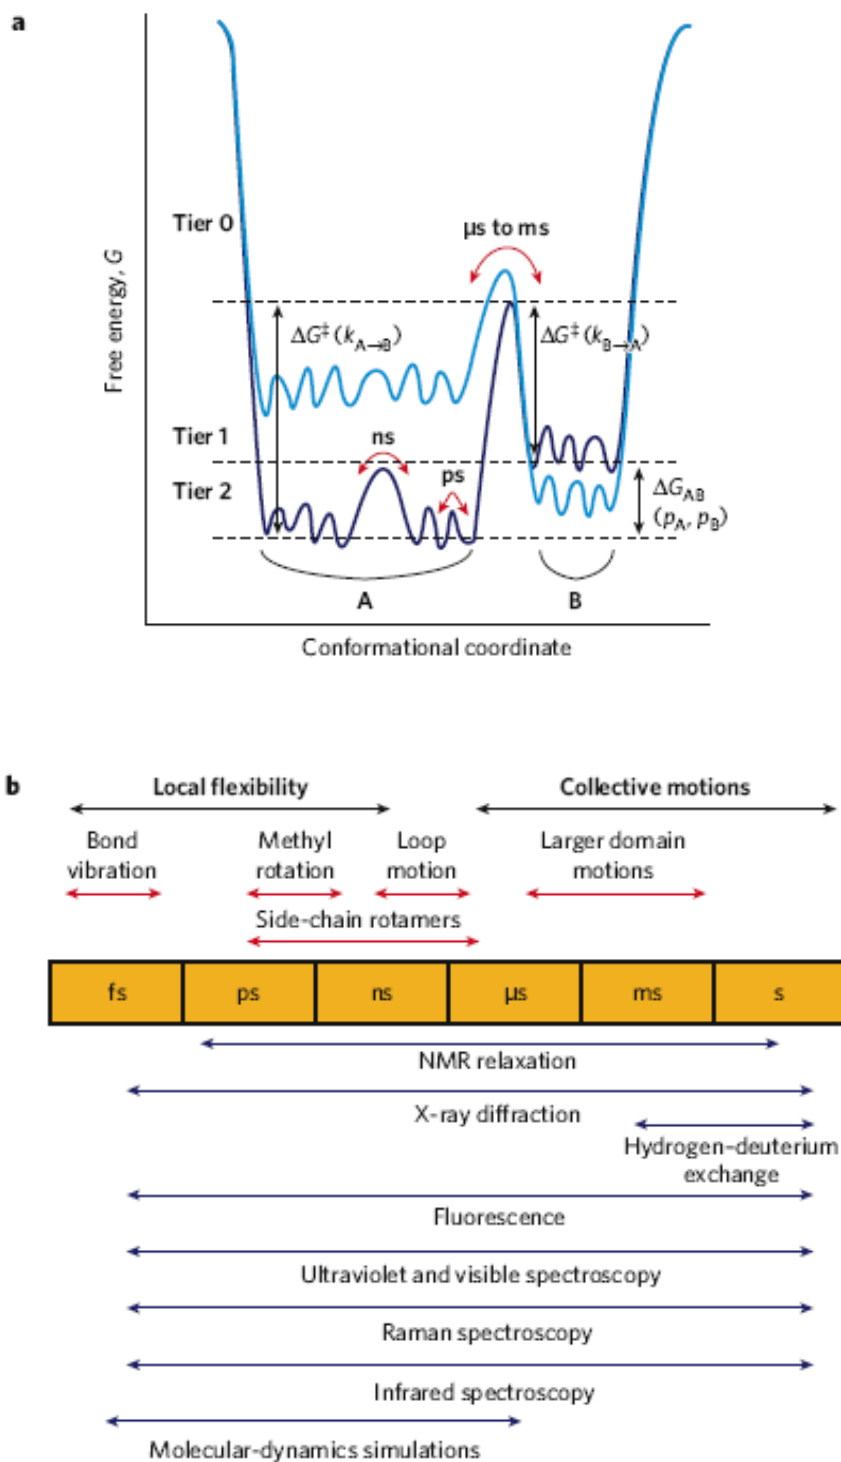 a
Free energy, G
Tier 0
µs to ms
ΔG‡ (kA→B)
ΔG‡ (kB→A)
Tier 1
ns
Tier 2
ps
ΔGAB
(pA, pB)
A
B
Conformational coordinate
b
Local flexibility
Collective motions
Bond
vibration
Methyl
rotation
Loop
motion
Larger domain
motions
Side-chain rotamers
fs
ps
ns
µs
ms
s
NMR relaxation
X-ray diffraction
Hydrogen–deuterium
exchange
Fluorescence
Ultraviolet and visible spectroscopy
Raman spectroscopy
Infrared spectroscopy
Molecular-dynamics simulations